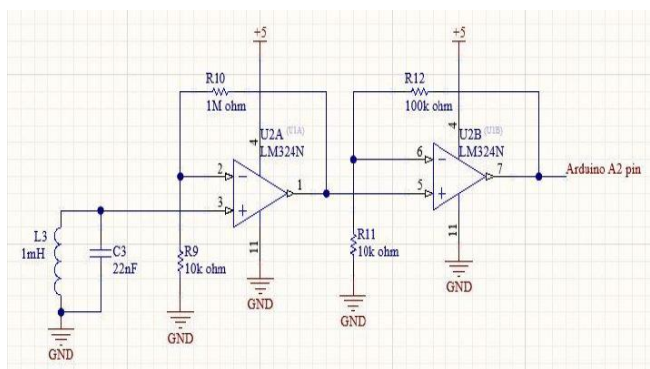 +5
+5
R10
1M ohm
R12
100k ohm
4
U2A (U1A)
LM324N
4
U2B (U1B)
LM324N
2
1
3
6
7
5
Arduino A2 pin
L3
1mH
C3
22nF
R9
10k ohm
11
R11
10k ohm
11
GND
GND
GND
GND
GND